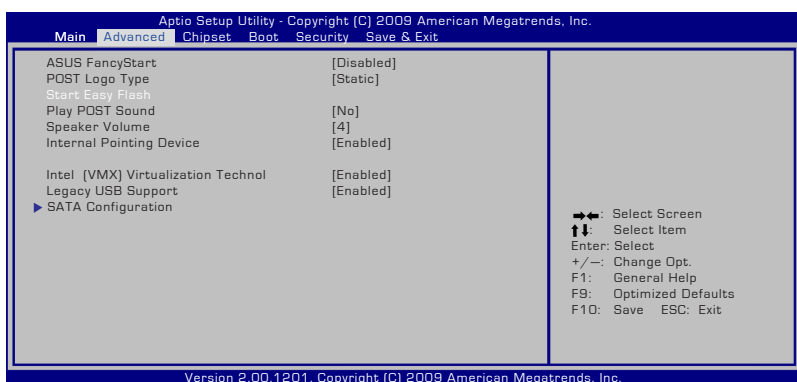 Aptio Setup Utility - Copyright (C) 2009 American Megatrends, Inc.
Main Advanced Chipset Boot Security Save & Exit
ASUS FancyStart [Disabled]
POST Logo Type [Static]
Start Easy Flash
Play POST Sound [No]
Speaker Volume [4]
Internal Pointing Device [Enabled]
Intel (VMX) Virtualization Technol [Enabled]
Legacy USB Support [Enabled]
SATA Configuration
→←: Select Screen
↑↓: Select Item
Enter: Select
+/—: Change Opt.
F1: General Help
F9: Optimized Defaults
F10: Save ESC: Exit
Version 2.00.1201. Copyright (C) 2009 American Megatrends, Inc.